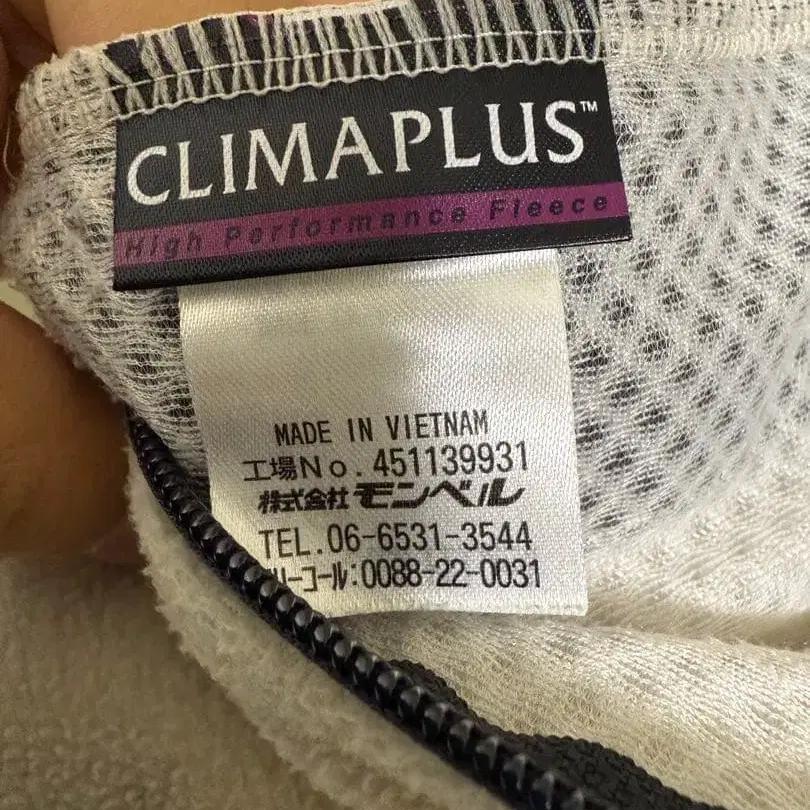 CLIMAPLUS™
High Performance Fleece
MADE IN VIETNAM
工場No.451139931
株式会社モンベル
TEL.06-6531-3544
リーコール:0088-22-0031